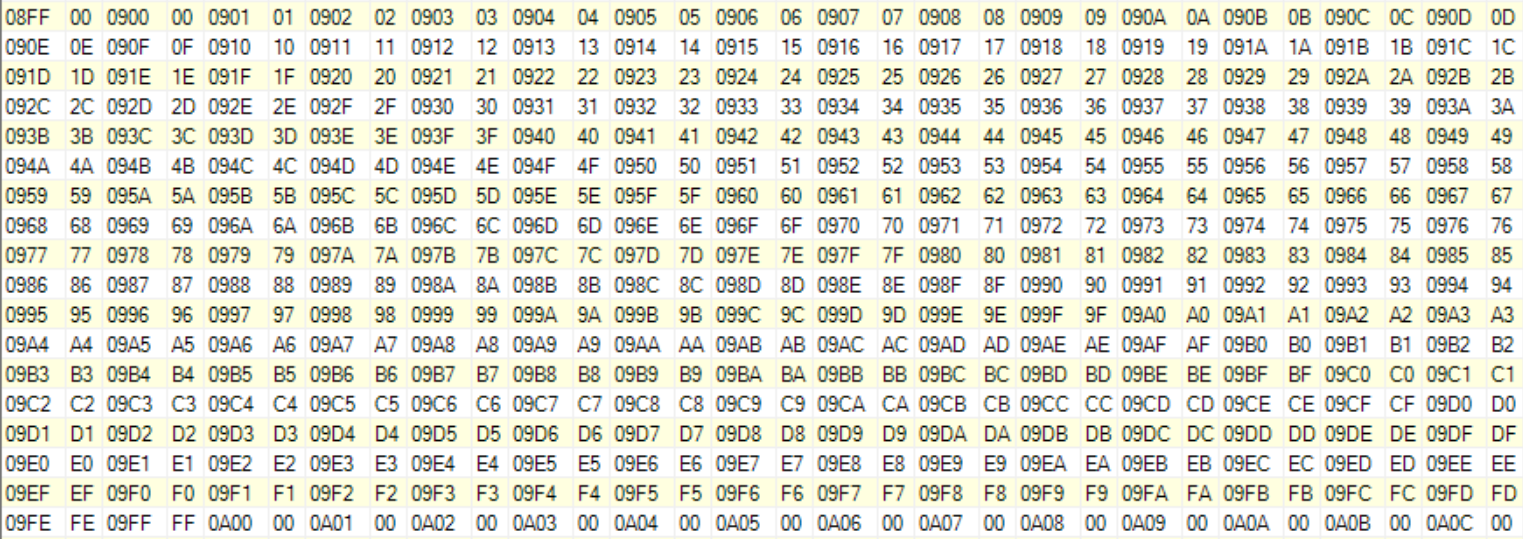 08FF 00 0900 00 0901 01 0902 02 0903 03 0904 04 0905 05 0906 06 0907 07 0908 08 0909 09 090A 0A 090B 0B 090C 0C 090D 0D
090E 0E 090F 0F 0910 10 0911 11 0912 12 0913 13 0914 14 0915 15 0916 16 0917 17 0918 18 0919 19 091A 1A 091B 1B 091C 1C
091D 1D 091E 1E 091F 1F 0920 20 0921 21 0922 22 0923 23 0924 24 0925 25 0926 26 0927 27 0928 28 0929 29 092A 2A 092B 2B
092C 2C 092D 2D 092E 2E 092F 2F 0930 30 0931 31 0932 32 0933 33 0934 34 0935 35 0936 36 0937 37 0938 38 0939 39 093A 3A
093B 3B 093C 3C 093D 3D 093E 3E 093F 3F 0940 40 0941 41 0942 42 0943 43 0944 44 0945 45 0946 46 0947 47 0948 48 0949 49
094A 4A 094B 4B 094C 4C 094D 4D 094E 4E 094F 4F 0950 50 0951 51 0952 52 0953 53 0954 54 0955 55 0956 56 0957 57 0958 58
0959 59 095A 5A 095B 5B 095C 5C 095D 5D 095E 5E 095F 5F 0960 60 0961 61 0962 62 0963 63 0964 64 0965 65 0966 66 0967 67
0968 68 0969 69 096A 6A 096B 6B 096C 6C 096D 6D 096E 6E 096F 6F 0970 70 0971 71 0972 72 0973 73 0974 74 0975 75 0976 76
0977 77 0978 78 0979 79 097A 7A 097B 7B 097C 7C 097D 7D 097E 7E 097F 7F 0980 80 0981 81 0982 82 0983 83 0984 84 0985 85
0986 86 0987 87 0988 88 0989 89 098A 8A 098B 8B 098C 8C 098D 8D 098E 8E 098F 8F 0990 90 0991 91 0992 92 0993 93 0994 94
0995 95 0996 96 0997 97 0998 98 0999 99 099A 9A 099B 9B 099C 9C 099D 9D 099E 9E 099F 9F 09A0 A0 09A1 A1 09A2 A2 09A3 A3
09A4 A4 09A5 A5 09A6 A6 09A7 A7 09A8 A8 09A9 A9 09AA AA 09AB AB 09AC AC 09AD AD 09AE AE 09AF AF 09B0 B0 09B1 B1 09B2 B2
09B3 B3 09B4 B4 09B5 B5 09B6 B6 09B7 B7 09B8 B8 09B9 B9 09BA BA 09BB BB 09BC BC 09BD BD 09BE BE 09BF BF 09C0 C0 09C1 C1
09C2 C2 09C3 C3 09C4 C4 09C5 C5 09C6 C6 09C7 C7 09C8 C8 09C9 C9 09CA CA 09CB CB 09CC CC 09CD CD 09CE CE 09CF CF 09D0 D0
09D1 D1 09D2 D2 09D3 D3 09D4 D4 09D5 D5 09D6 D6 09D7 D7 09D8 D8 09D9 D9 09DA DA 09DB DB 09DC DC 09DD DD 09DE DE 09DF DF
09E0 E0 09E1 E1 09E2 E2 09E3 E3 09E4 E4 09E5 E5 09E6 E6 09E7 E7 09E8 E8 09E9 E9 09EA EA 09EB EB 09EC EC 09ED ED 09EE EE
09EF EF 09F0 F0 09F1 F1 09F2 F2 09F3 F3 09F4 F4 09F5 F5 09F6 F6 09F7 F7 09F8 F8 09F9 F9 09FA FA 09FB FB 09FC FC 09FD FD
09FE FE 09FF FF 0A00 00 0A01 00 0A02 00 0A03 00 0A04 00 0A05 00 0A06 00 0A07 00 0A08 00 0A09 00 0A0A 00 0A0B 00 0A0C 00